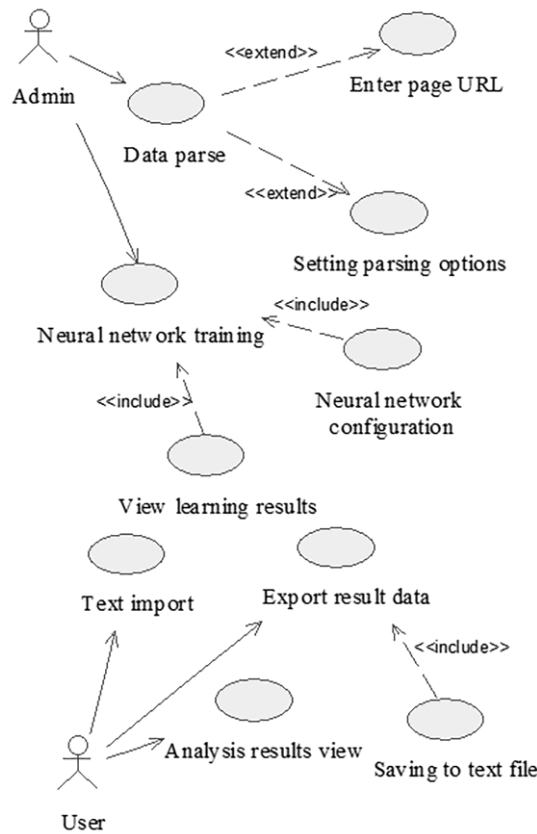 <<extend>>
Enter page URL
Admin
Data parse
<<extend>>
Setting parsing options
<<include>>
Neural network training
Neural network
configuration
<<include>>
View learning results
Text import
Export result data
<<include>>
Analysis results view
Saving to text file
User